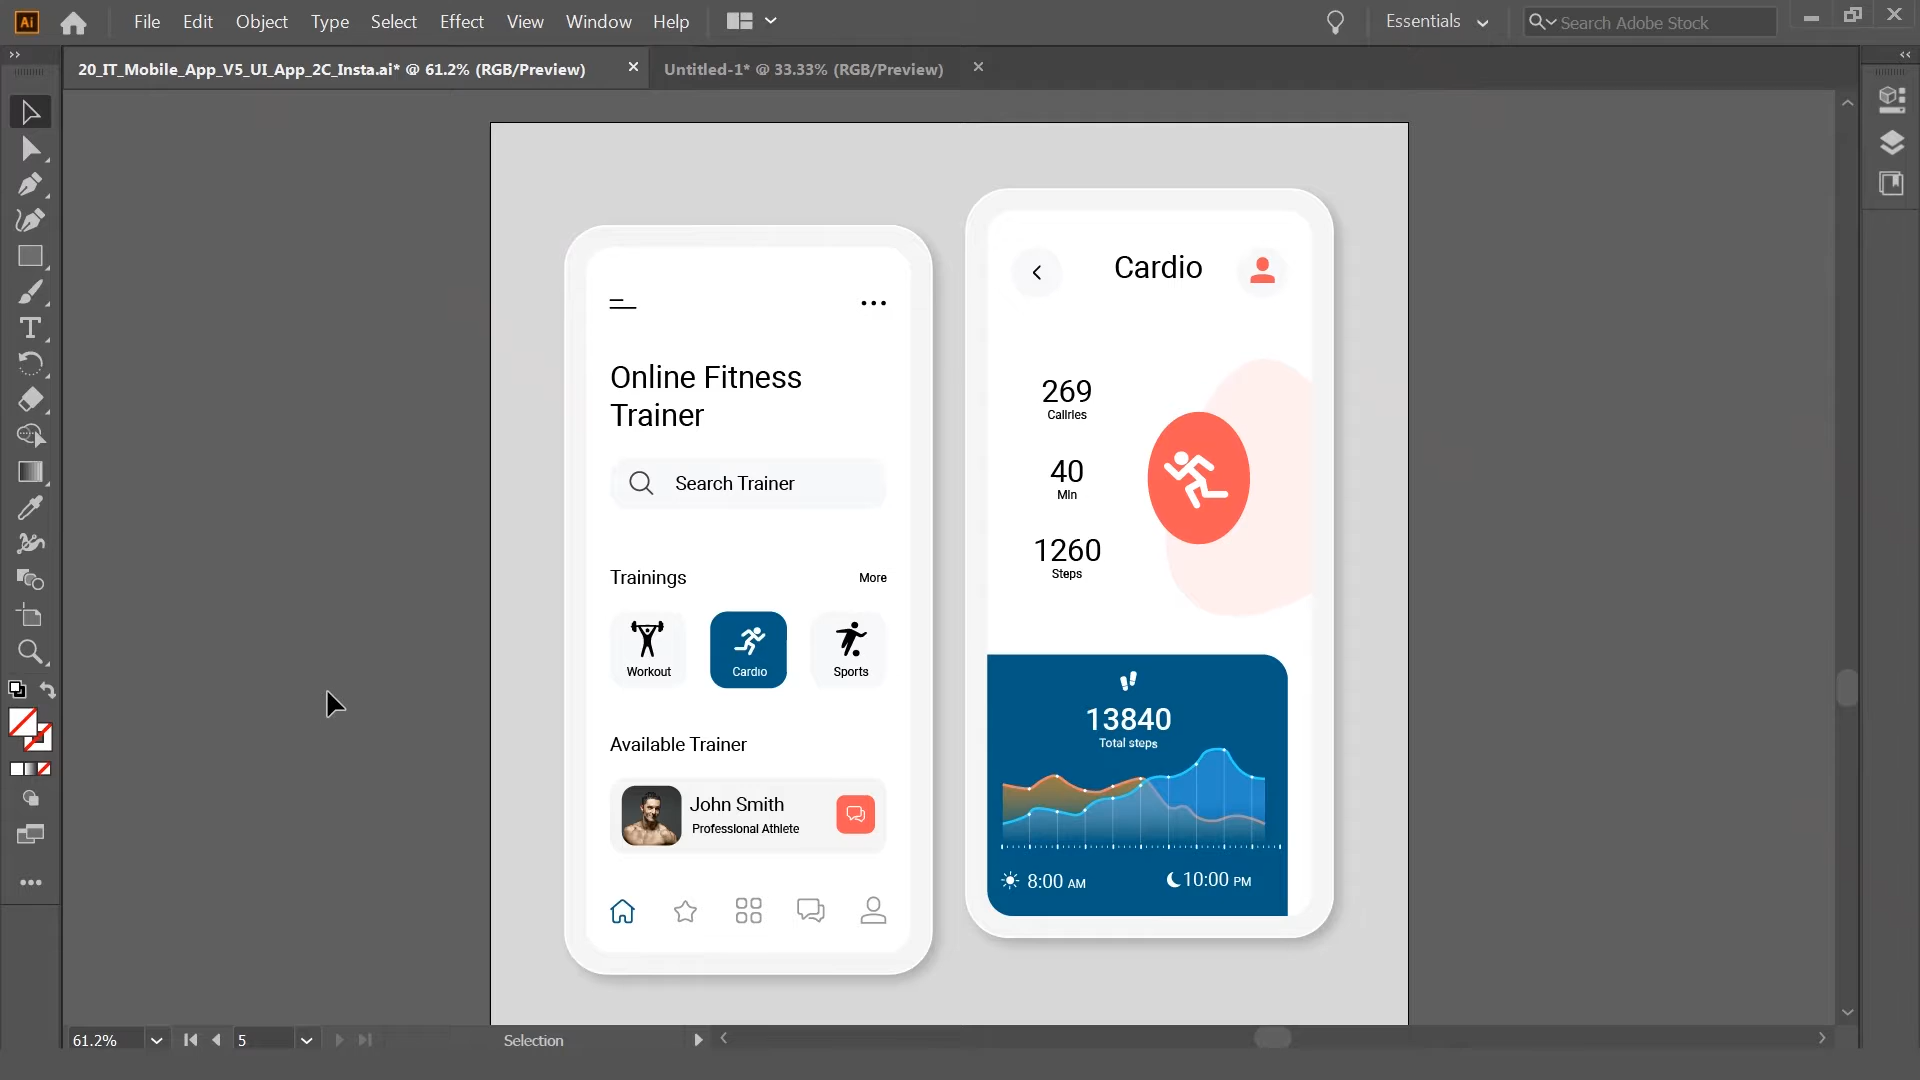 Ai File Edit Object Type Select Effect View Window Help Essentials Search Adobe Stock
20_IT_Mobile_App_V5_UI_App_2C_Insta.ai* @ 61.2% (RGB/Preview) Untitled-1* @ 33.33% (RGB/Preview)
Online Fitness
Trainer
Search Trainer
Trainings More
Workout Cardio Sports
Available Trainer
John Smith
Professional Athlete
Cardio
269
Calirles
40
Min
1260
Steps
13840
Total steps
8:00 AM 10:00 PM
61.2% 5 Selection